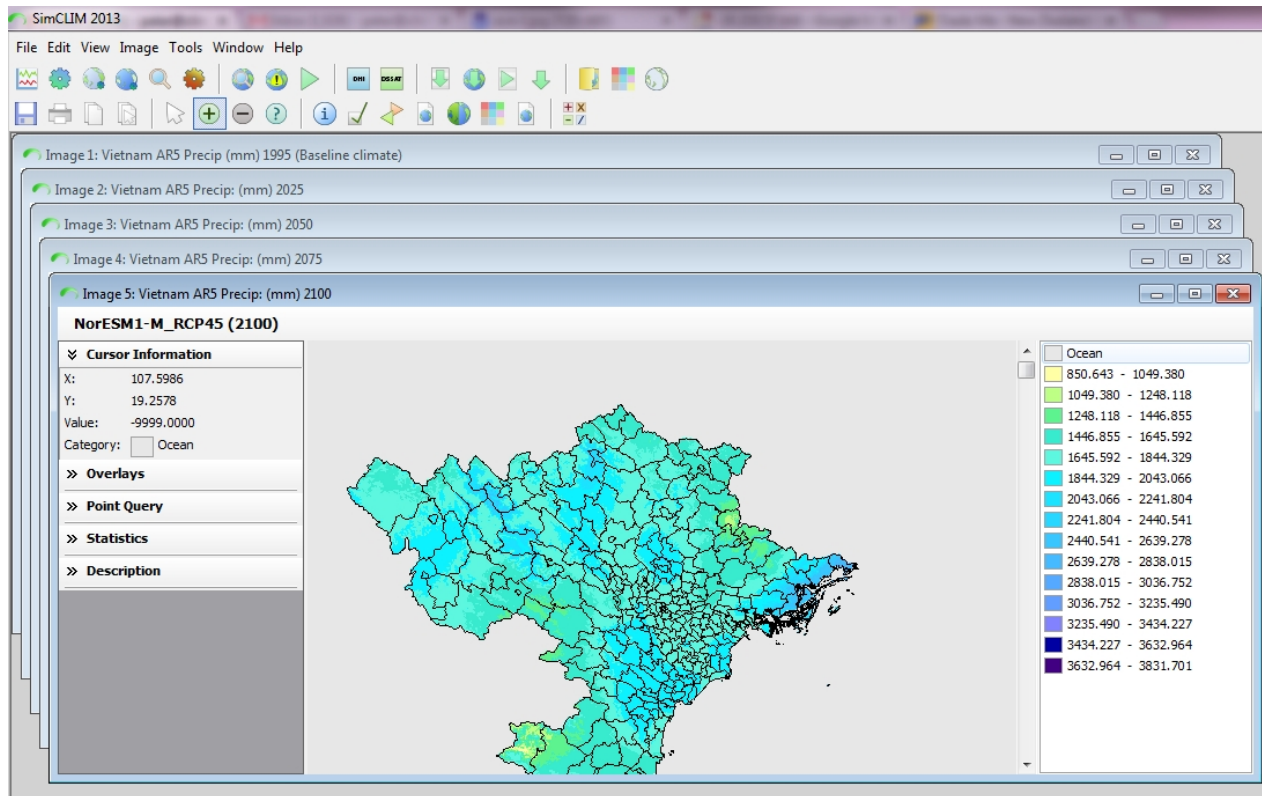 SimCLIM 2013
File Edit View Image Tools Window Help
DHI DSSAT
Image 1: Vietnam AR5 Precip (mm) 1995 (Baseline climate)
Image 2: Vietnam AR5 Precip: (mm) 2025
Image 3: Vietnam AR5 Precip: (mm) 2050
Image 4: Vietnam AR5 Precip: (mm) 2075
Image 5: Vietnam AR5 Precip: (mm) 2100
NorESM1-M_RCP45 (2100)
Cursor Information
X: 107.5986
Y: 19.2578
Value: -9999.0000
Category: Ocean
Overlays
Point Query
Statistics
Description
Ocean
850.643 - 1049.380
1049.380 - 1248.118
1248.118 - 1446.855
1446.855 - 1645.592
1645.592 - 1844.329
1844.329 - 2043.066
2043.066 - 2241.804
2241.804 - 2440.541
2440.541 - 2639.278
2639.278 - 2838.015
2838.015 - 3036.752
3036.752 - 3235.490
3235.490 - 3434.227
3434.227 - 3632.964
3632.964 - 3831.701